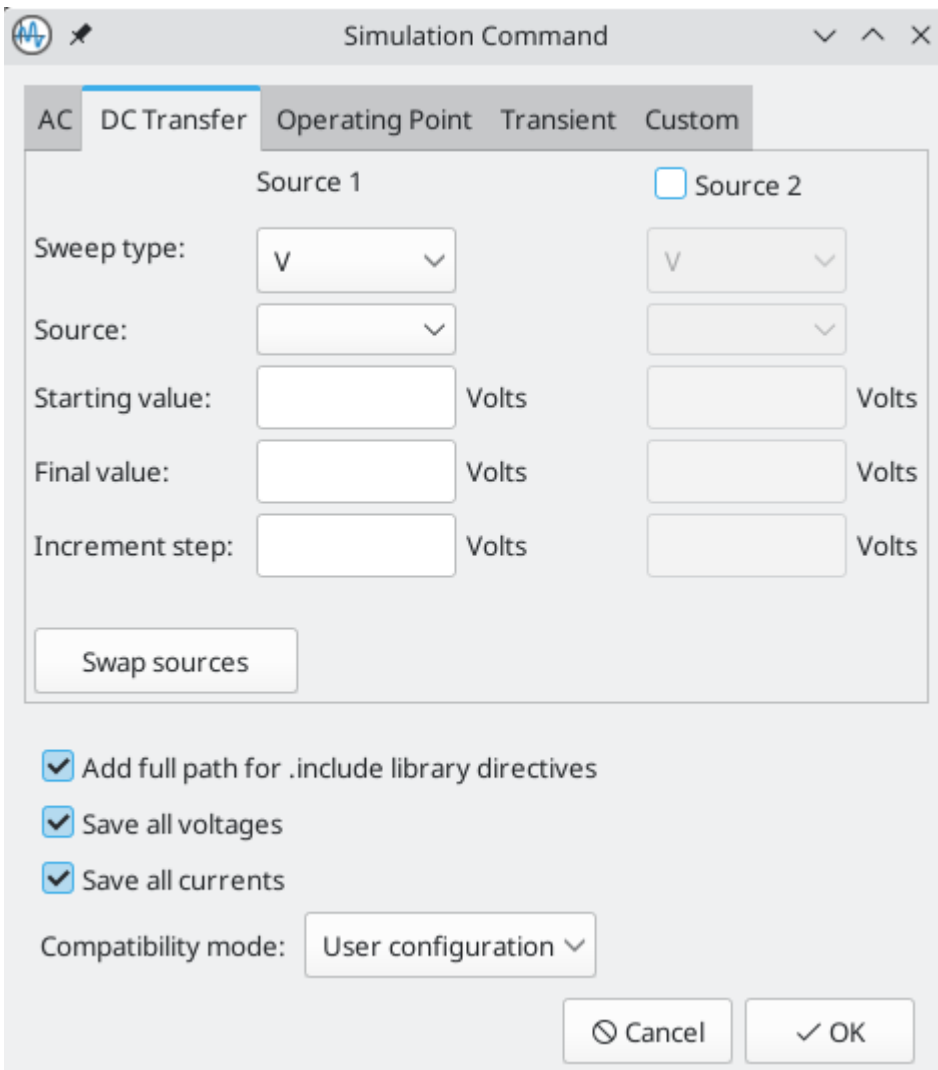 Simulation Command
AC DC Transfer Operating Point Transient Custom
Source 1 Source 2
Sweep type: V V
Source:
Starting value: Volts Volts
Final value: Volts Volts
Increment step: Volts Volts
Swap sources
Add full path for .include library directives
Save all voltages
Save all currents
Compatibility mode: User configuration
Cancel OK